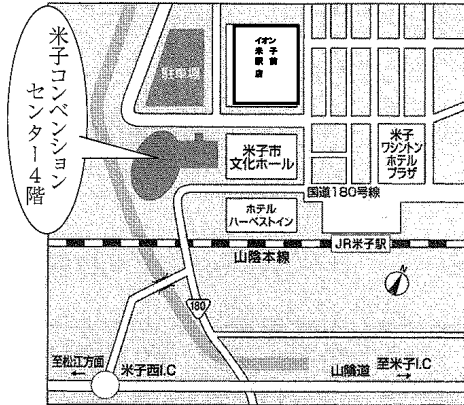 米子コンベンション
センター4階
駐車場
イオン
米子
駅前
店
米子市
文化ホール
米子
ワシントン
ホテル
プラザ
国道180号線
ホテル
ハーベストイン
JR米子駅
山陰本線
N
180
至松江方面
←
米子西I.C
山陰道
至米子I.C
→